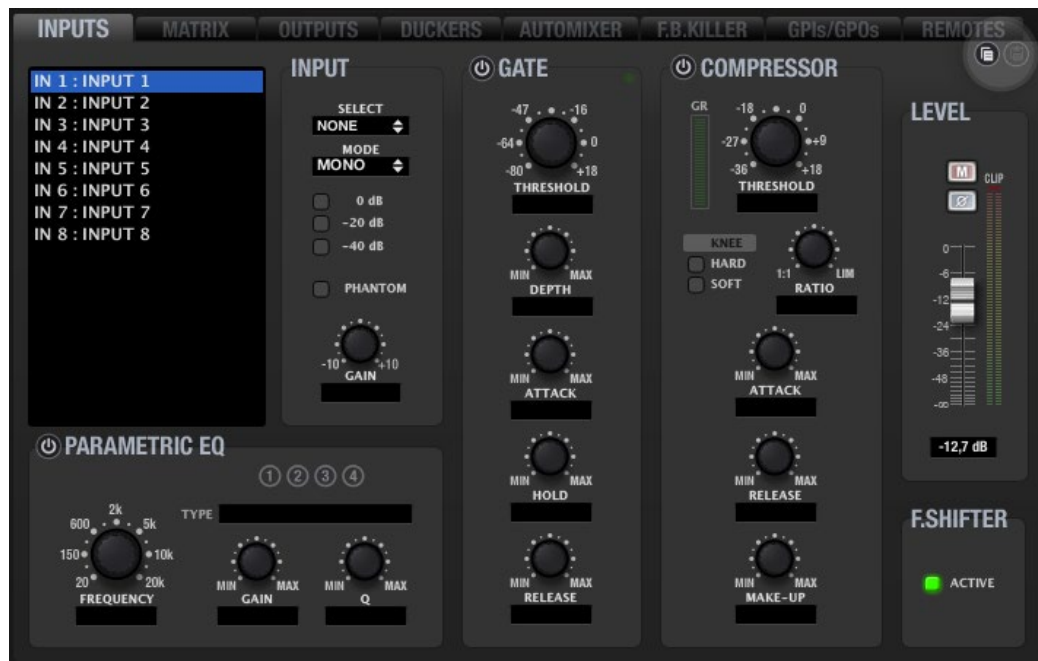 INPUTS MATRIX OUTPUTS DUCKERS AUTOMIXER F.B.KILLER GPIs/GPOs REMOTES
IN 1 : INPUT 1
IN 2 : INPUT 2
IN 3 : INPUT 3
IN 4 : INPUT 4
IN 5 : INPUT 5
IN 6 : INPUT 6
IN 7 : INPUT 7
IN 8 : INPUT 8
INPUT
SELECT
NONE
MODE
MONO
0 dB
-20 dB
-40 dB
PHANTOM
-10 +10
GAIN
GATE
-47 -16
-64 0
-80 +18
THRESHOLD
MIN MAX
DEPTH
MIN MAX
ATTACK
MIN MAX
HOLD
MIN MAX
RELEASE
COMPRESSOR
GR
-18 0
-27 +9
-36 +18
THRESHOLD
KNEE
HARD
SOFT
1:1 LIM
RATIO
MIN MAX
ATTACK
MIN MAX
RELEASE
MIN MAX
MAKE-UP
LEVEL
M
CLIP
Ø
0
-6
-12
-24
-36
-48
-∞
-12,7 dB
F.SHIFTER
ACTIVE
PARAMETRIC EQ
1 2 3 4
TYPE
2k
600 5k
150 10k
20 20k
FREQUENCY
MIN MAX
GAIN
MIN MAX
Q